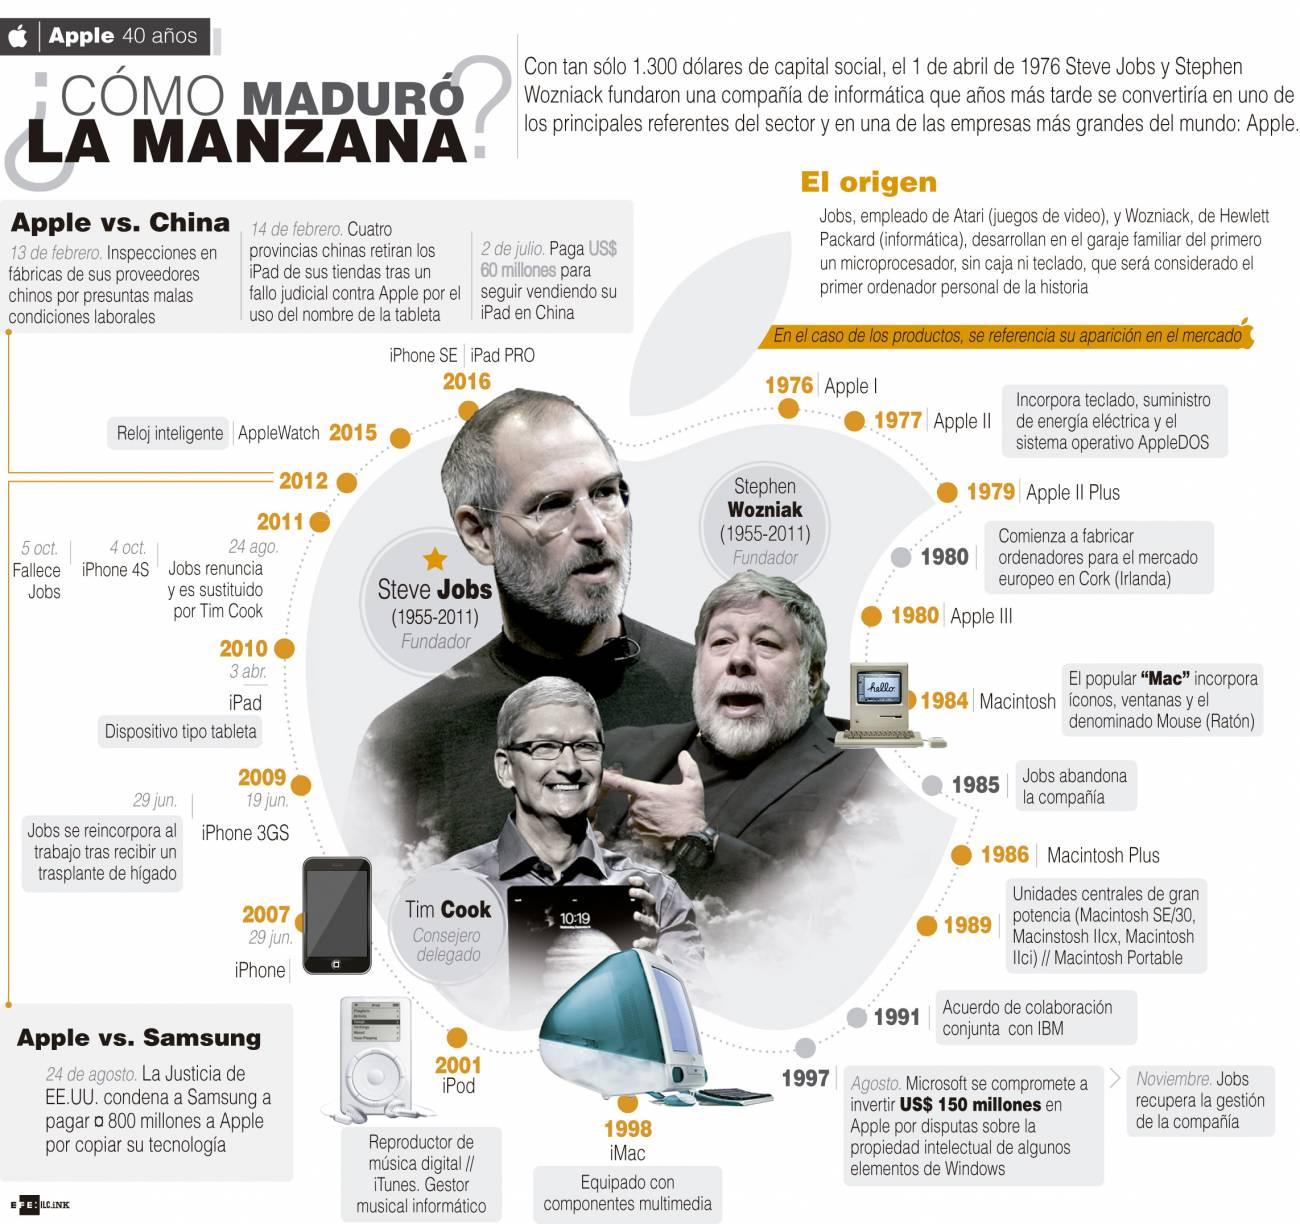 Apple 40 años
¿CÓMO MADURÓ
LA MANZANA?
Con tan sólo 1.300 dólares de capital social, el 1 de abril de 1976 Steve Jobs y Stephen
Wozniack fundaron una compañía de informática que años más tarde se convertiría en uno de
los principales referentes del sector y en una de las empresas más grandes del mundo: Apple.
El origen
Jobs, empleado de Atari (juegos de video), y Wozniack, de Hewlett
Packard (informática), desarrollan en el garaje familiar del primero
un microprocesador, sin caja ni teclado, que será considerado el
primer ordenador personal de la historia
En el caso de los productos, se referencia su aparición en el mercado
Apple vs. China
13 de febrero. Inspecciones en
fábricas de sus proveedores
chinos por presuntas malas
condiciones laborales
14 de febrero. Cuatro
provincias chinas retiran los
iPad de sus tiendas tras un
fallo judicial contra Apple por el
uso del nombre de la tableta
2 de julio. Paga US$
60 millones para
seguir vendiendo su
iPad en China
1976 Apple I
1977 Apple II
Incorpora teclado, suministro
de energía eléctrica y el
sistema operativo AppleDOS
1979 Apple II Plus
1980
Comienza a fabricar
ordenadores para el mercado
europeo en Cork (Irlanda)
1980 Apple III
hello
1984 Macintosh
El popular “Mac” incorpora
íconos, ventanas y el
denominado Mouse (Ratón)
1985
Jobs abandona
la compañía
1986 Macintosh Plus
1989
Unidades centrales de gran
potencia (Macintosh SE/30,
Macinstosh IIcx, Macintosh
IIci) // Macintosh Portable
1991
Acuerdo de colaboración
conjunta con IBM
1997
Agosto. Microsoft se compromete a
invertir US$ 150 millones en
Apple por disputas sobre la
propiedad intelectual de algunos
elementos de Windows
Noviembre. Jobs
recupera la gestión
de la compañía
1998
iMac
Equipado con
componentes multimedia
2001
iPod
Reproductor de
música digital //
iTunes. Gestor
musical informático
2007
29 jun.
iPhone
2009
19 jun.
iPhone 3GS
29 jun.
Jobs se reincorpora al
trabajo tras recibir un
trasplante de hígado
2010
3 abr.
iPad
Dispositivo tipo tableta
2011
24 ago.
Jobs renuncia
y es sustituido
por Tim Cook
4 oct.
iPhone 4S
5 oct.
Fallece
Jobs
2012
Reloj inteligente AppleWatch 2015
iPhone SE iPad PRO
2016
Steve Jobs
(1955-2011)
Fundador
Stephen
Wozniak
(1955-2011)
Fundador
Tim Cook
Consejero
delegado
10:19
Apple vs. Samsung
24 de agosto. La Justicia de
EE.UU. condena a Samsung a
pagar ¤ 800 millones a Apple
por copiar su tecnología
EFE: ILC.iNK